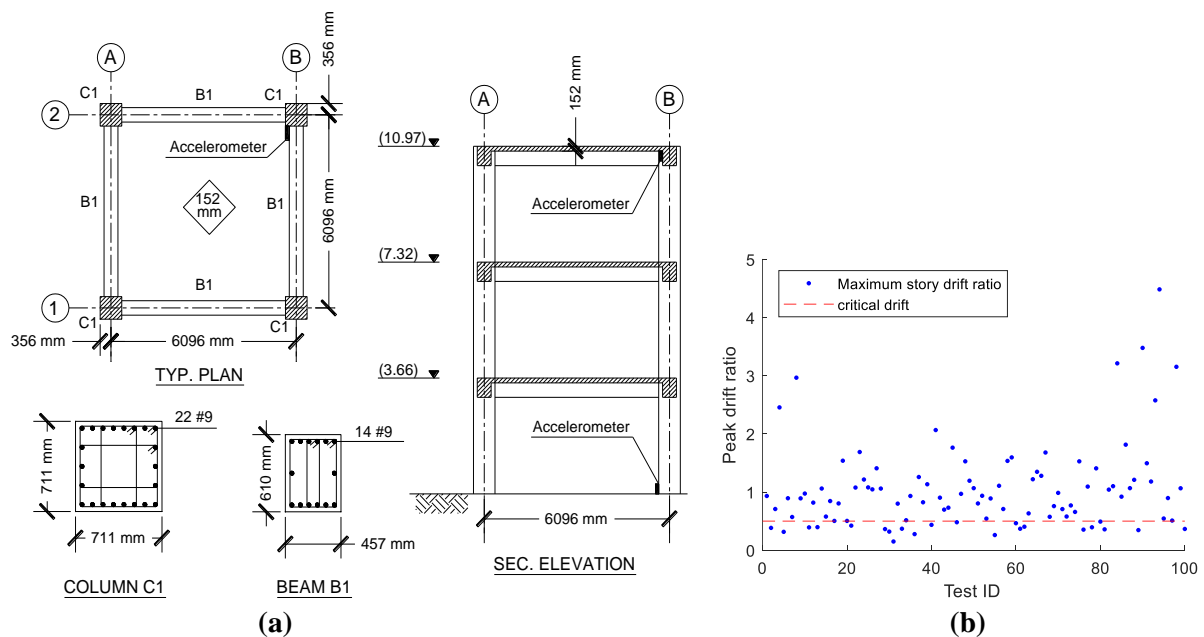 A
B
356 mm
C1
B1
C1
2
Accelerometer
B1
152
mm
B1
6096 mm
B1
1
C1
C1
356 mm
6096 mm
TYP. PLAN
22 #9
711 mm
711 mm
COLUMN C1
14 #9
610 mm
457 mm
BEAM B1
(a)
A
B
152 mm
(10.97)
Accelerometer
(7.32)
(3.66)
Accelerometer
6096 mm
SEC. ELEVATION
5
4
3
2
1
0
Peak drift ratio
Maximum story drift ratio
critical drift
0 20 40 60 80 100
Test ID
(b)